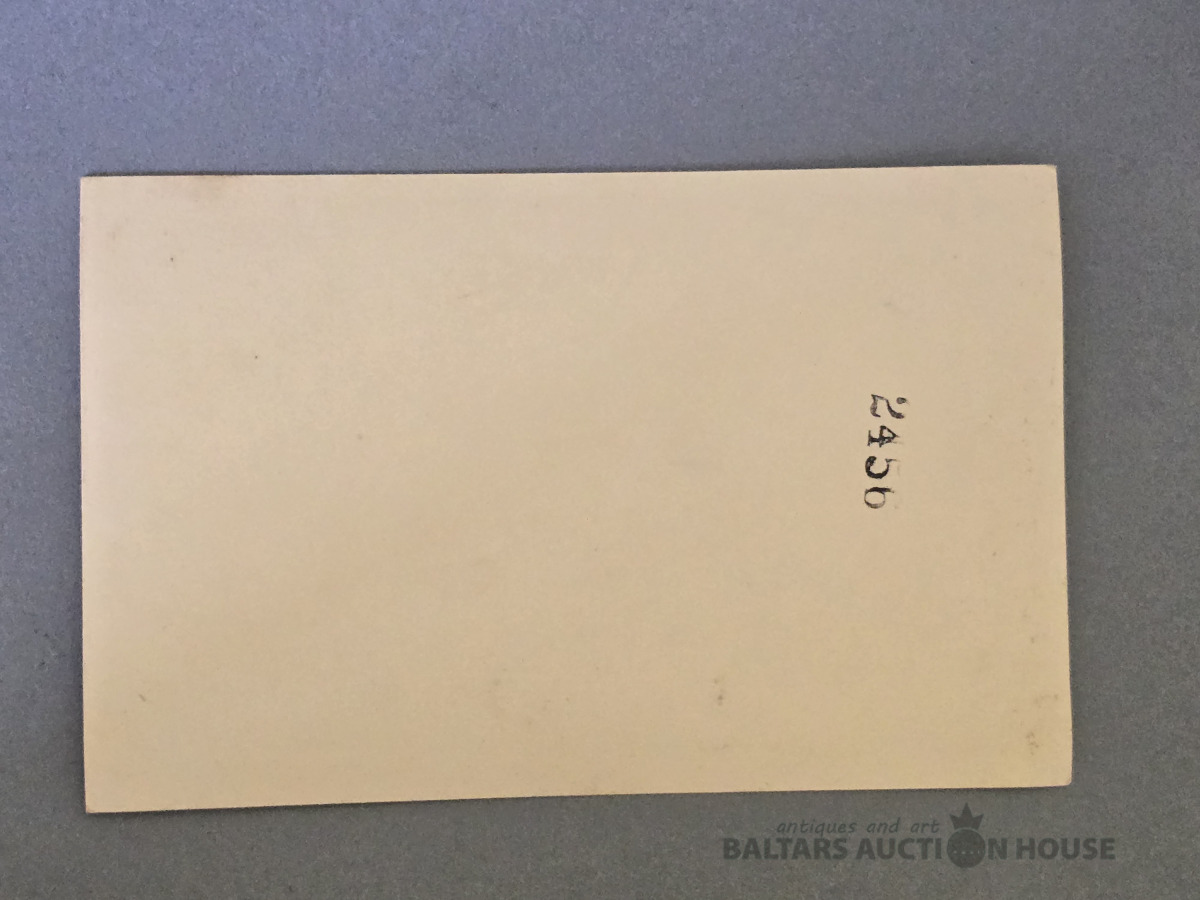 2456
antiques and art
BALTARS AUCTION HOUSE